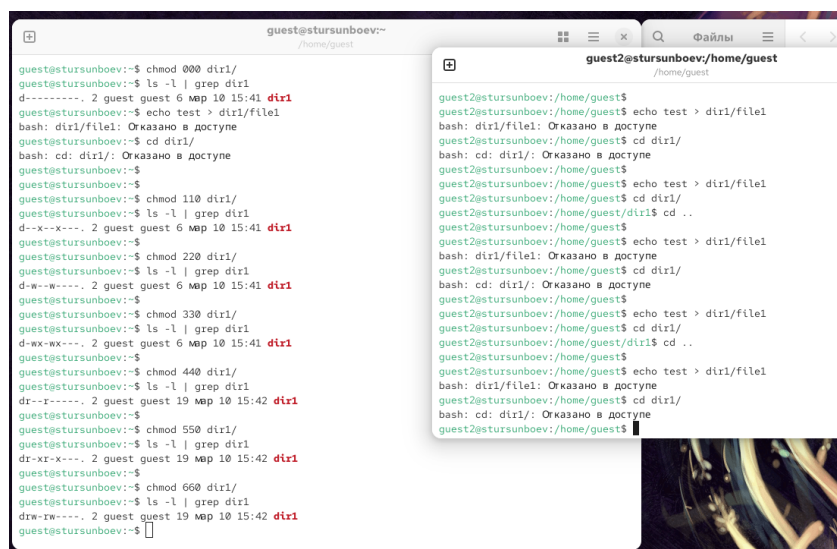 guest@stursunboev:~
/home/guest
guest@stursunboev:~$ chmod 000 dir1/
guest@stursunboev:~$ ls -l | grep dir1
d---------. 2 guest guest 6 мар 10 15:41 dir1
guest@stursunboev:~$ echo test > dir1/file1
bash: dir1/file1: Отказано в доступе
guest@stursunboev:~$ cd dir1/
bash: cd: dir1/: Отказано в доступе
guest@stursunboev:~$
guest@stursunboev:~$
guest@stursunboev:~$ chmod 110 dir1/
guest@stursunboev:~$ ls -l | grep dir1
d--x--x---. 2 guest guest 6 мар 10 15:41 dir1
guest@stursunboev:~$
guest@stursunboev:~$ chmod 220 dir1/
guest@stursunboev:~$ ls -l | grep dir1
d-w--w----. 2 guest guest 6 мар 10 15:41 dir1
guest@stursunboev:~$
guest@stursunboev:~$ chmod 330 dir1/
guest@stursunboev:~$ ls -l | grep dir1
d-wx-wx---. 2 guest guest 6 мар 10 15:41 dir1
guest@stursunboev:~$
guest@stursunboev:~$ chmod 440 dir1/
guest@stursunboev:~$ ls -l | grep dir1
dr--r-----. 2 guest guest 19 мар 10 15:42 dir1
guest@stursunboev:~$
guest@stursunboev:~$ chmod 550 dir1/
guest@stursunboev:~$ ls -l | grep dir1
dr-xr-x---. 2 guest guest 19 мар 10 15:42 dir1
guest@stursunboev:~$
guest@stursunboev:~$ chmod 660 dir1/
guest@stursunboev:~$ ls -l | grep dir1
drw-rw----. 2 guest guest 19 мар 10 15:42 dir1
guest@stursunboev:~$
Файлы
guest2@stursunboev:/home/guest
/home/guest
guest2@stursunboev:/home/guest$
guest2@stursunboev:/home/guest$ echo test > dir1/file1
bash: dir1/file1: Отказано в доступе
guest2@stursunboev:/home/guest$ cd dir1/
bash: cd: dir1/: Отказано в доступе
guest2@stursunboev:/home/guest$
guest2@stursunboev:/home/guest$ echo test > dir1/file1
guest2@stursunboev:/home/guest$ cd dir1/
guest2@stursunboev:/home/guest/dir1$ cd ..
guest2@stursunboev:/home/guest$
guest2@stursunboev:/home/guest$ echo test > dir1/file1
bash: dir1/file1: Отказано в доступе
guest2@stursunboev:/home/guest$ cd dir1/
bash: cd: dir1/: Отказано в доступе
guest2@stursunboev:/home/guest$
guest2@stursunboev:/home/guest$ echo test > dir1/file1
guest2@stursunboev:/home/guest$ cd dir1/
guest2@stursunboev:/home/guest/dir1$ cd ..
guest2@stursunboev:/home/guest$
guest2@stursunboev:/home/guest$ echo test > dir1/file1
bash: dir1/file1: Отказано в доступе
guest2@stursunboev:/home/guest$ cd dir1/
bash: cd: dir1/: Отказано в доступе
guest2@stursunboev:/home/guest$